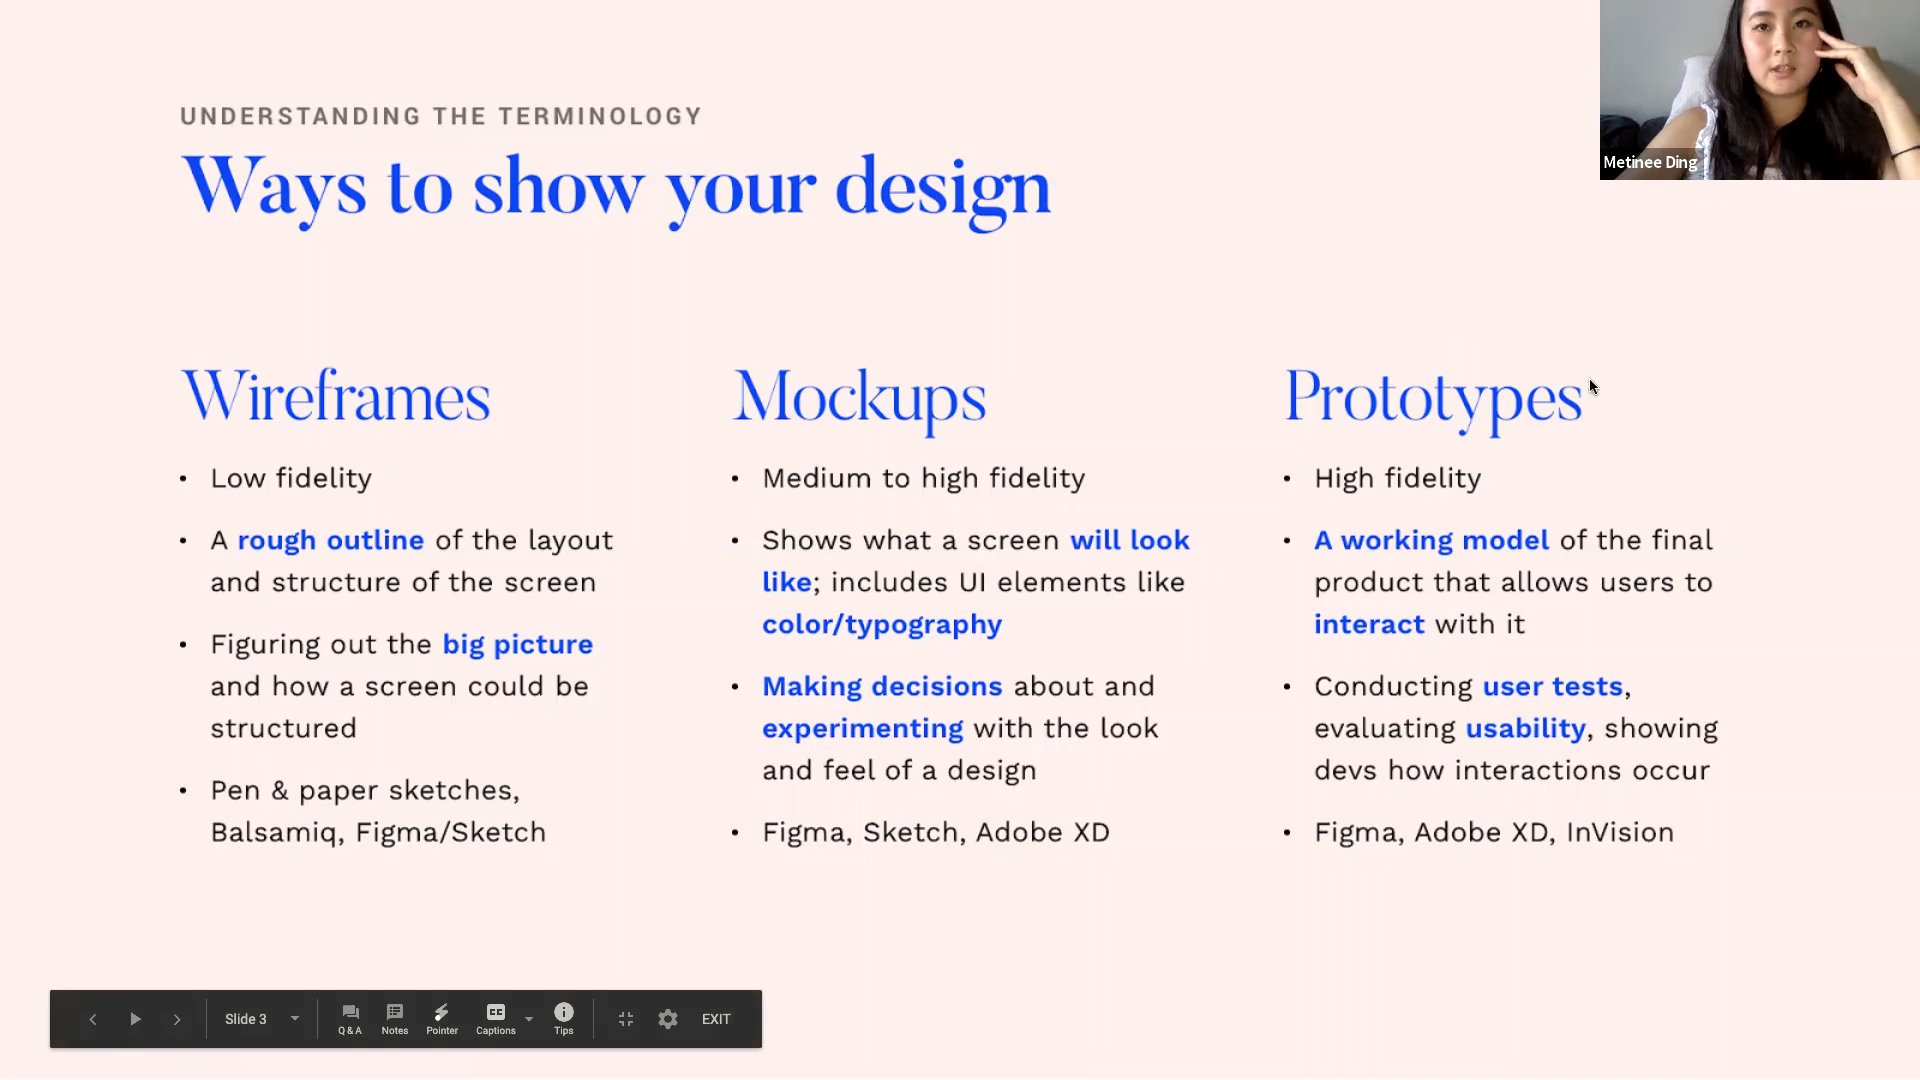 UNDERSTANDING THE TERMINOLOGY
Ways to show your design
Metinee Ding
Wireframes
• Low fidelity
• A rough outline of the layout
and structure of the screen
• Figuring out the big picture
and how a screen could be
structured
• Pen & paper sketches,
Balsamiq, Figma/Sketch
Mockups
• Medium to high fidelity
• Shows what a screen will look
like; includes UI elements like
color/typography
• Making decisions about and
experimenting with the look
and feel of a design
• Figma, Sketch, Adobe XD
Prototypes
• High fidelity
• A working model of the final
product that allows users to
interact with it
• Conducting user tests,
evaluating usability, showing
devs how interactions occur
• Figma, Adobe XD, InVision
Slide 3
Q & A
Notes
Pointer
CC
Captions
Tips
EXIT